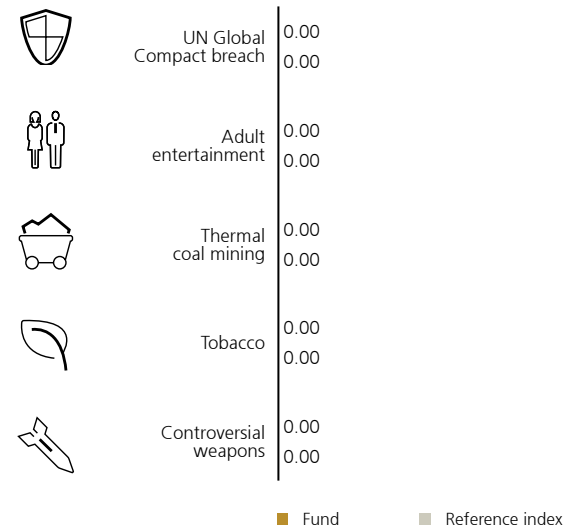 UN Global
Compact breach
0.00
0.00
Adult
entertainment
0.00
0.00
Thermal
coal mining
0.00
0.00
Tobacco
0.00
0.00
Controversial
weapons
0.00
0.00
Fund
Reference index